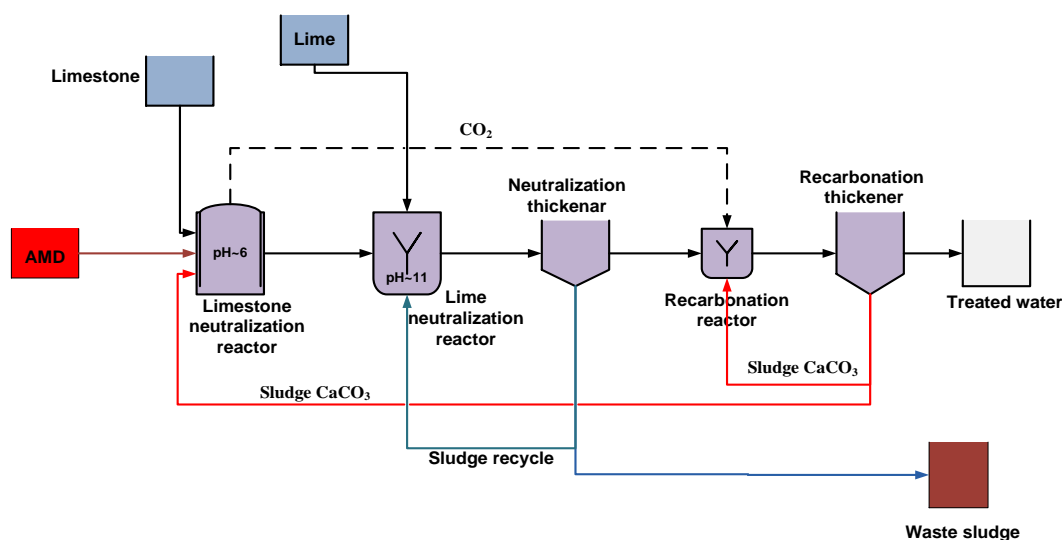 Lime
Limestone
CO₂
Neutralization
thickenar
Recarbonation
thickener
AMD
pH~6
pH~11
Limestone
neutralization
reactor
Lime
neutralization
reactor
Recarbonation
reactor
Treated water
Sludge CaCO₃
Sludge CaCO₃
Sludge recycle
Waste sludge